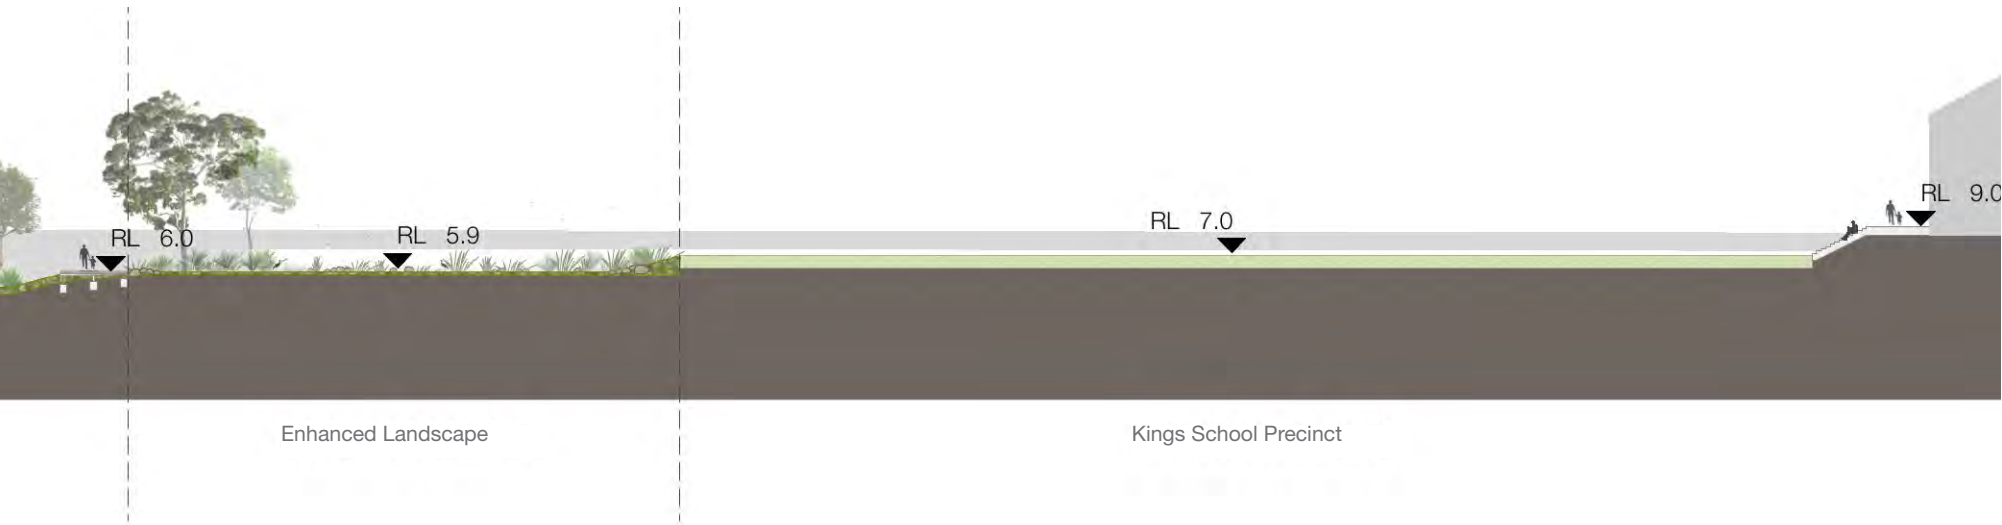 RL 9.0
RL 7.0
RL 5.9
RL 6.0
Enhanced Landscape
Kings School Precinct